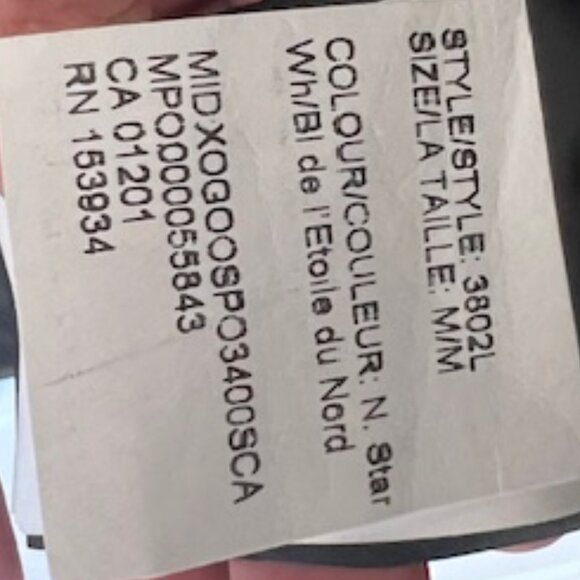 STYLE/STYLE: 3802L
SIZE/LA TAILLE: M/M
COLOUR/COULEUR: N. Star
Wh/Bl de l'Etoile du Nord
MIDXOGOOSPO3400SCA
MPO0000055843
CA 01201
RN 153934